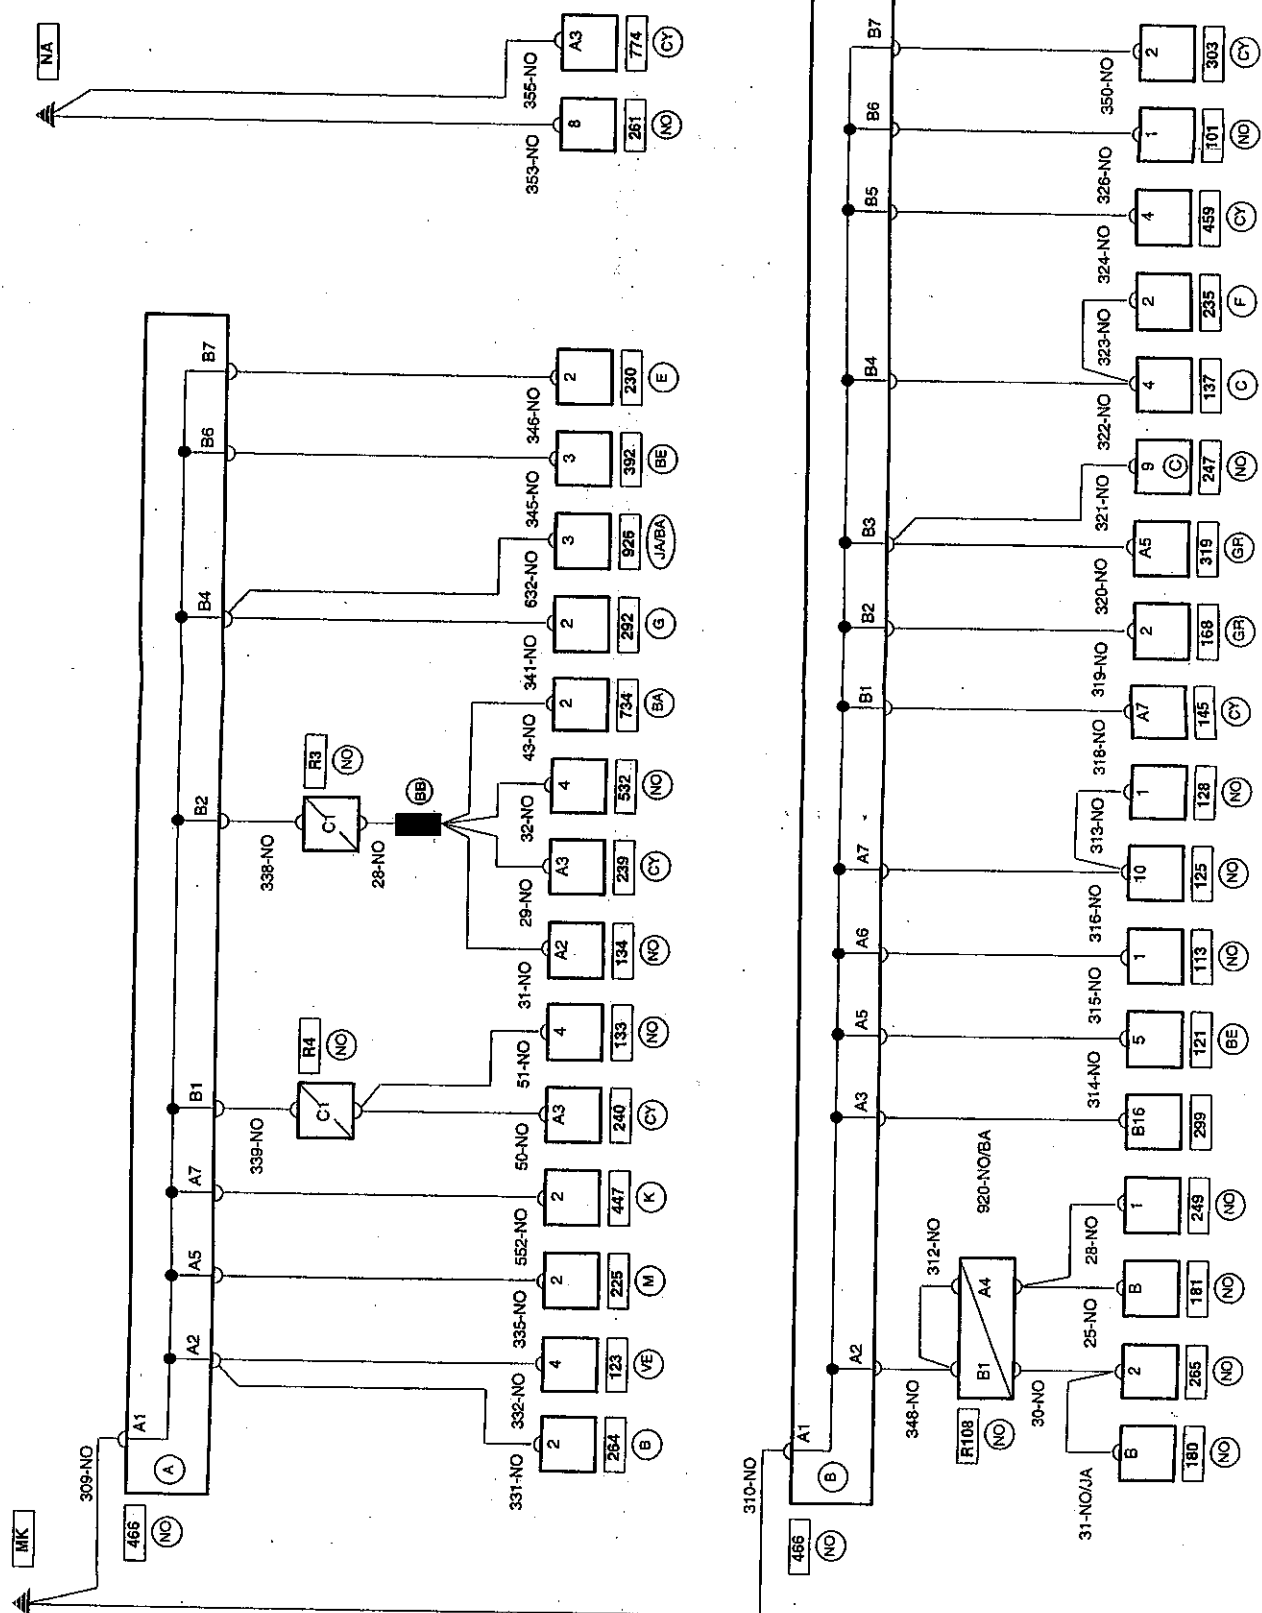 MK
309-NO
466
NO
A
A1
A2
A5
A7
B1
B2
B4
B6
B7
331-NO
2
264
B
332-NO
4
123
VE
335-NO
2
225
M
552-NO
2
447
K
339-NO
R4
NO
C1
50-NO
A3
240
CY
51-NO
4
133
NO
338-NO
R3
NO
C1
28-NO
BB
31-NO
A2
134
NO
29-NO
A3
239
CY
32-NO
4
532
NO
43-NO
2
734
BA
341-NO
2
292
G
632-NO
3
926
JA/BA
345-NO
3
392
BE
346-NO
2
230
E
NA
353-NO
8
261
NO
355-NO
A3
774
CY
310-NO
466
NO
B
A1
A2
A3
A5
A6
A7
B1
B2
B3
B4
B5
B6
B7
348-NO
312-NO
R108
NO
B1
A4
30-NO
31-NO/JA
B
180
NO
2
265
NO
25-NO
B
181
NO
28-NO
1
249
NO
920-NO/BA
B16
299
314-NO
5
121
BE
315-NO
1
113
NO
316-NO
10
125
NO
313-NO
1
128
NO
318-NO
A7
145
CY
319-NO
2
168
GR
320-NO
A5
319
GR
321-NO
9
C
247
NO
322-NO
4
137
C
323-NO
2
235
F
324-NO
4
459
CY
326-NO
1
101
NO
350-NO
2
303
CY